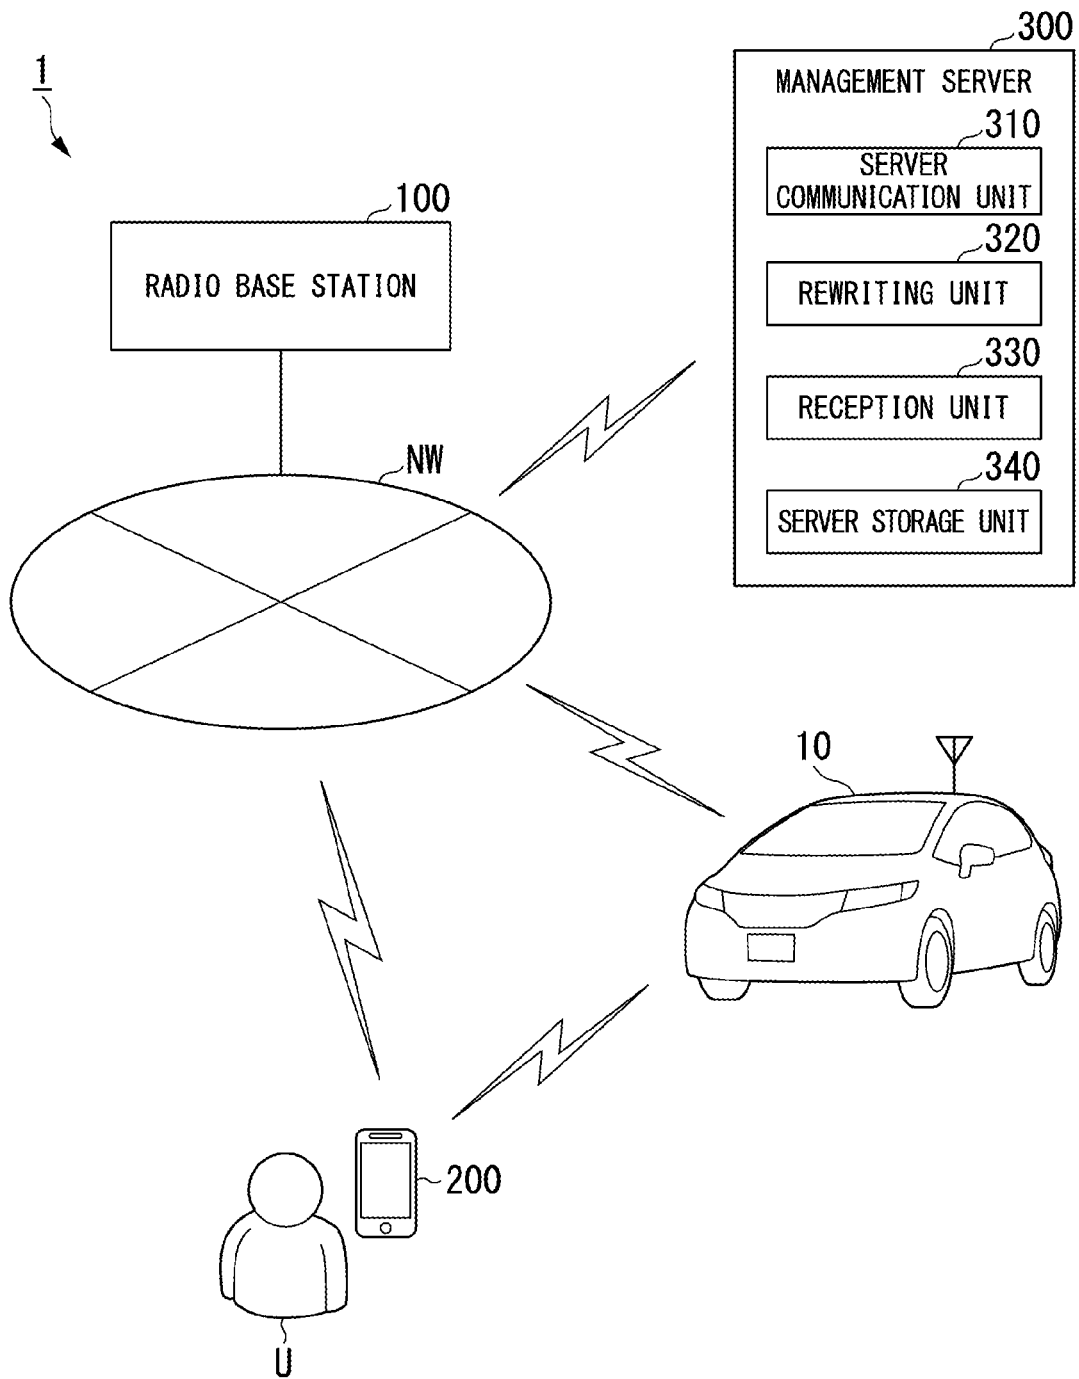 1
300
MANAGEMENT SERVER
310
SERVER
COMMUNICATION UNIT
100
RADIO BASE STATION
320
REWRITING UNIT
330
RECEPTION UNIT
NW
340
SERVER STORAGE UNIT
10
200
U